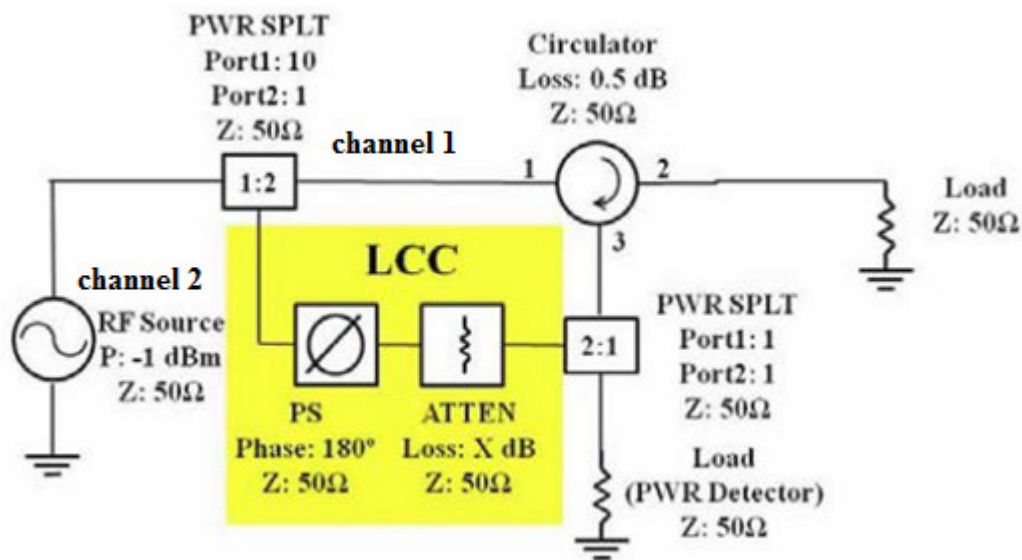 PWR SPLT
Port1: 10
Port2: 1
Z: 50Ω
channel 1
Circulator
Loss: 0.5 dB
Z: 50Ω
1:2
1
2
3
Load
Z: 50Ω
LCC
channel 2
RF Source
P: -1 dBm
Z: 50Ω
PS
Phase: 180º
Z: 50Ω
ATTEN
Loss: X dB
Z: 50Ω
2:1
PWR SPLT
Port1: 1
Port2: 1
Z: 50Ω
Load
(PWR Detector)
Z: 50Ω